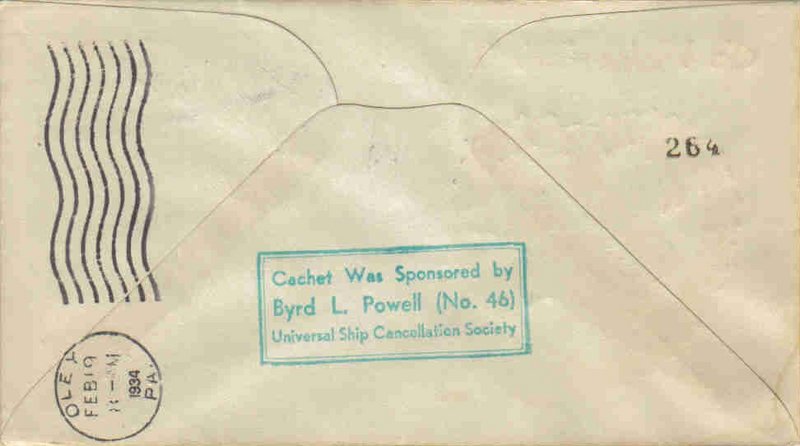 264
Cachet Was Sponsored by
Byrd L. Powell (No. 46)
Universal Ship Cancellation Society
OLEY
FEB 19
1934
PA.